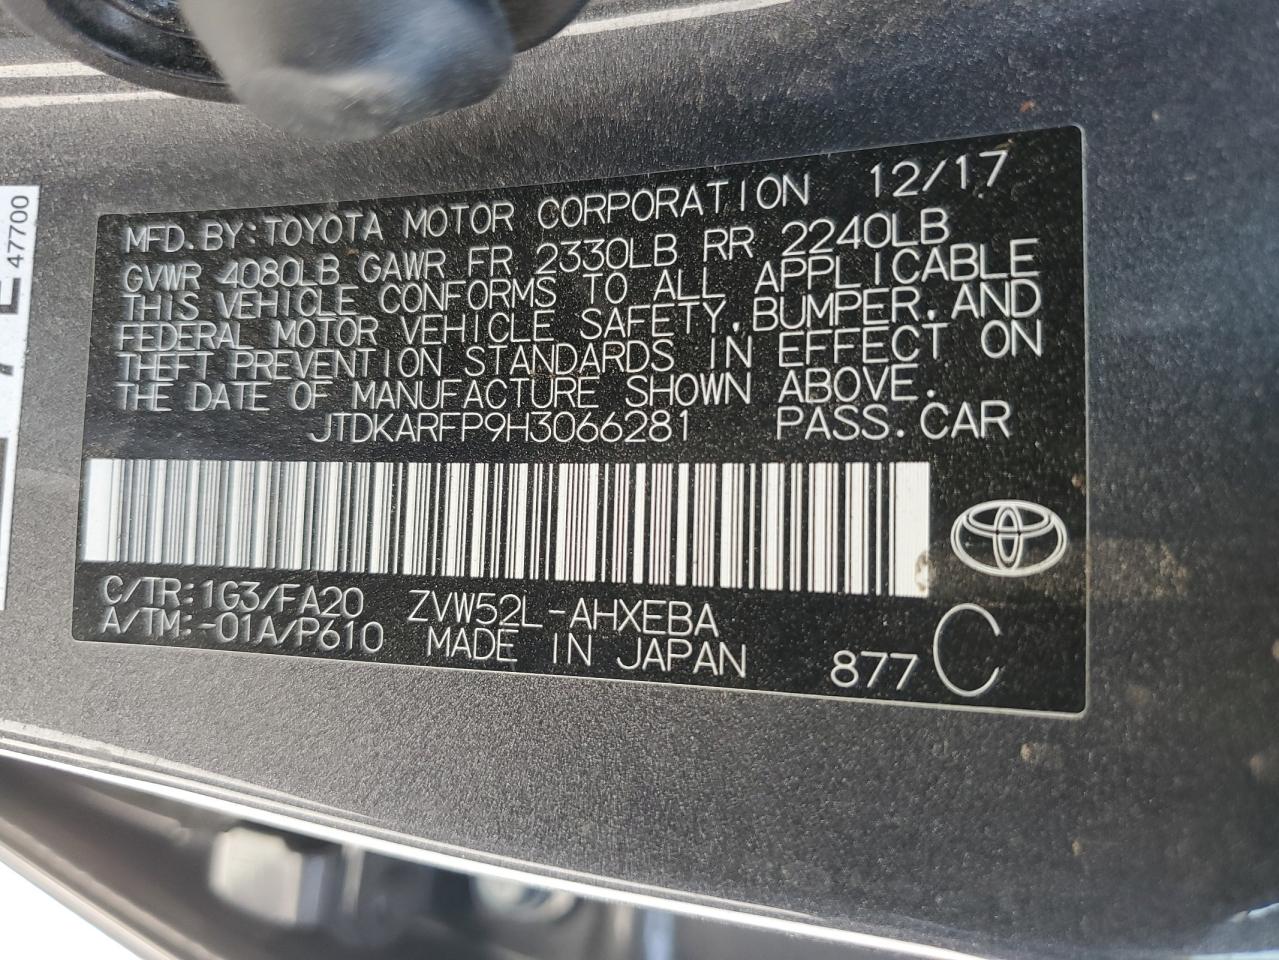 MFD.BY:TOYOTA MOTOR CORPORATION 12/17
GVWR 4080LB GAWR FR 2330LB RR 2240LB
THIS VEHICLE CONFORMS TO ALL APPLICABLE
FEDERAL MOTOR VEHICLE SAFETY,BUMPER,AND
THEFT PREVENTION STANDARDS IN EFFECT ON
THE DATE OF MANUFACTURE SHOWN ABOVE.
JTDKARFP9H3066281 PASS.CAR
C/TR:1G3/FA20 ZVW52L-AHXEBA
A/TM:-01A/P610 MADE IN JAPAN 877 C
47700